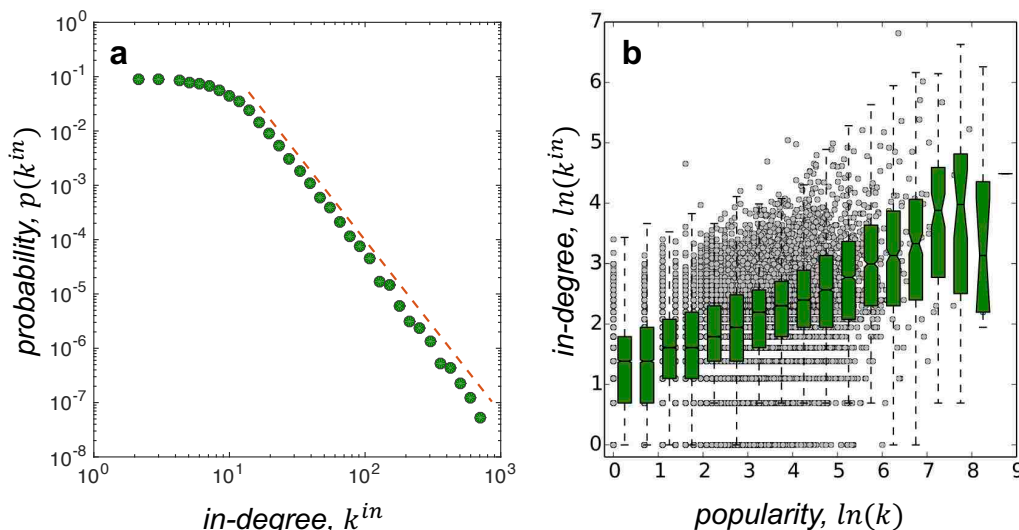 a
10^0
10^-1
10^-2
10^-3
10^-4
10^-5
10^-6
10^-7
10^-8
probability, p(k^in)
10^0 10^1 10^2 10^3
in-degree, k^in
b
7
6
5
4
3
2
1
0
in-degree, ln(k^in)
0 1 2 3 4 5 6 7 8 9
popularity, ln(k)